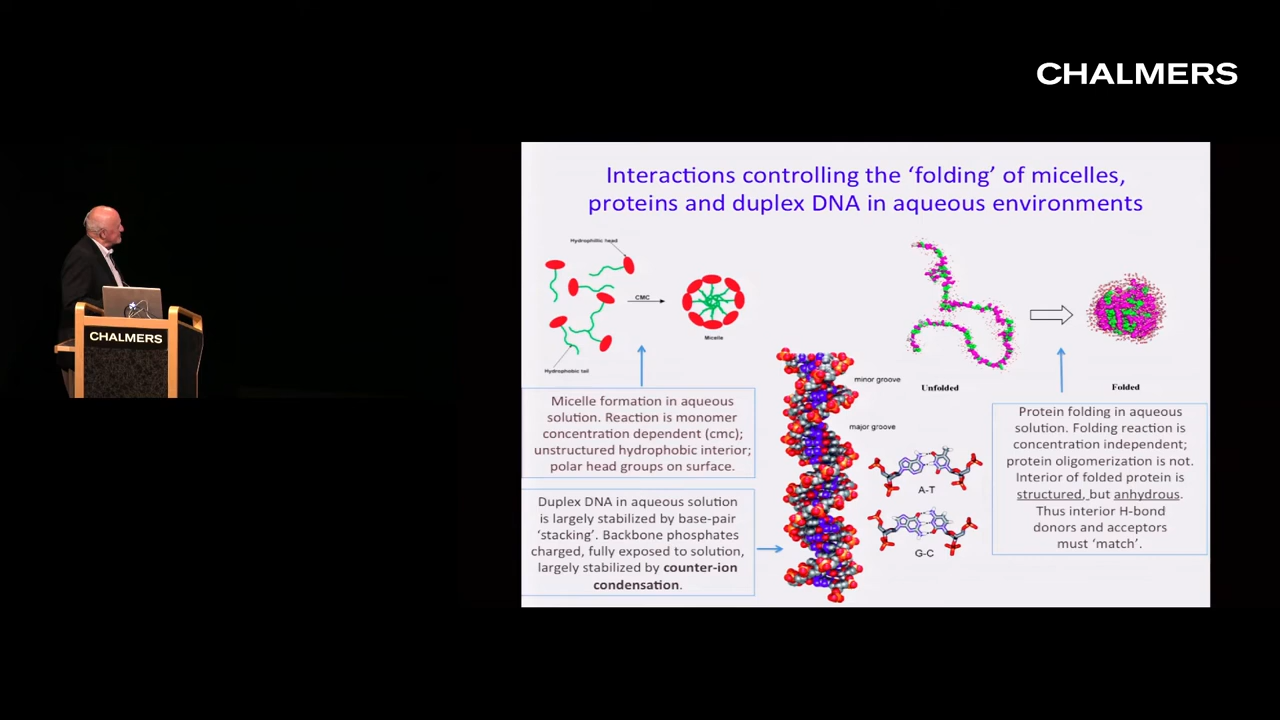 CHALMERS
CHALMERS
Interactions controlling the ‘folding’ of micelles,
proteins and duplex DNA in aqueous environments
Hydrophillic head
CMC
Micelle
Hydrophobic tail
Micelle formation in aqueous
solution. Reaction is monomer
concentration dependent (cmc);
unstructured hydrophobic interior;
polar head groups on surface.
Duplex DNA in aqueous solution
is largely stabilized by base-pair
‘stacking’. Backbone phosphates
charged, fully exposed to solution,
largely stabilized by counter-ion
condensation.
minor groove
major groove
A-T
G-C
Unfolded
Folded
Protein folding in aqueous
solution. Folding reaction is
concentration independent;
protein oligomerization is not.
Interior of folded protein is
structured, but anhydrous.
Thus interior H-bond
donors and acceptors
must ‘match’.